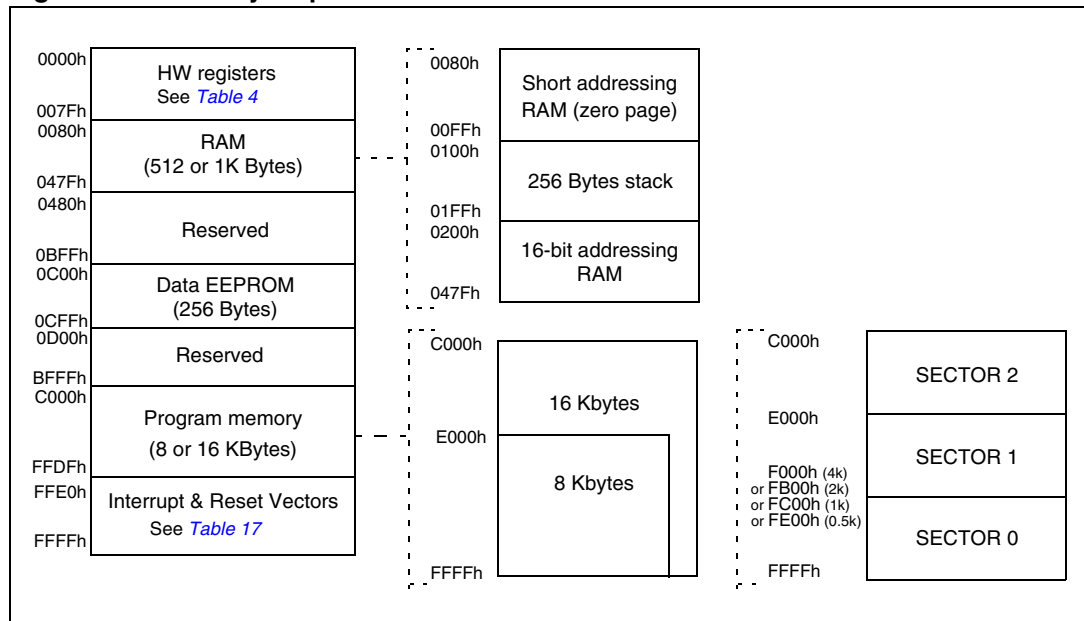 0000h
HW registers
See Table 4
007Fh
0080h
RAM
(512 or 1K Bytes)
047Fh
0480h
Reserved
0BFFh
0C00h
Data EEPROM
(256 Bytes)
0CFFh
0D00h
Reserved
BFFFh
C000h
Program memory
(8 or 16 KBytes)
FFDFh
FFE0h
Interrupt & Reset Vectors
See Table 17
FFFFh
0080h
Short addressing
RAM (zero page)
00FFh
0100h
256 Bytes stack
01FFh
0200h
16-bit addressing
RAM
047Fh
C000h
16 Kbytes
E000h
8 Kbytes
FFFFh
C000h
SECTOR 2
E000h
SECTOR 1
F000h (4k)
or FB00h (2k)
or FC00h (1k)
or FE00h (0.5k)
SECTOR 0
FFFFh